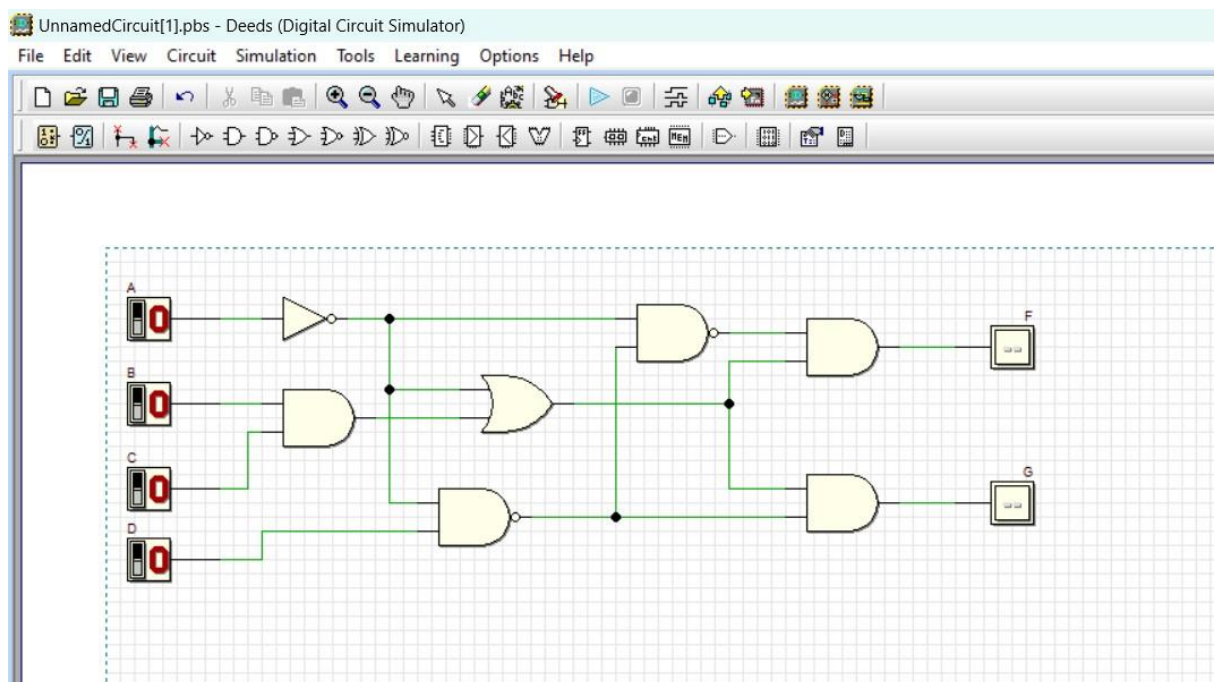 UnnamedCircuit[1].pbs - Deeds (Digital Circuit Simulator)
File Edit View Circuit Simulation Tools Learning Options Help
A
0
F
--
B
0
C
0
G
--
D
0